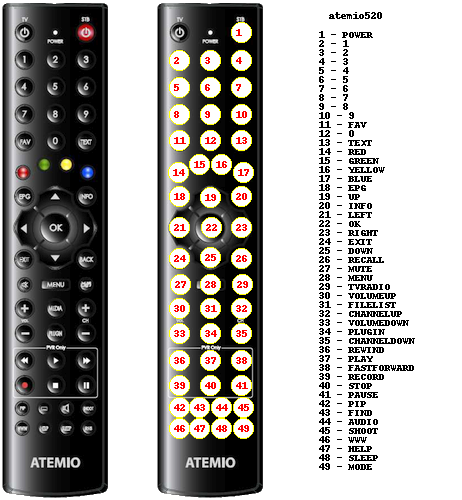 TV STB
POWER
1 2 3
4 5 6
7 8 9
FAV 0 TEXT
EPG INFO
OK
EXIT BACK
MENU
MEDIA
VOL CH
PLUGIN
PVR Only
ATEMIO
TV STB
POWER
1
2 3 4
5 6 7
8 9 10
11 12 13
14 15 16 17
18 19 20
21 22 23
24 25 26
27 28 29
30 31 32
33 34 35
PVR Only
36 37 38
39 40 41
42 43 44 45
46 47 48 49
ATEMIO
atemio520
1 - POWER
2 - 1
3 - 2
4 - 3
5 - 4
6 - 5
7 - 6
8 - 7
9 - 8
10 - 9
11 - FAV
12 - 0
13 - TEXT
14 - RED
15 - GREEN
16 - YELLOW
17 - BLUE
18 - EPG
19 - UP
20 - INFO
21 - LEFT
22 - OK
23 - RIGHT
24 - EXIT
25 - DOWN
26 - RECALL
27 - MUTE
28 - MENU
29 - TVRADIO
30 - VOLUMEUP
31 - FILELIST
32 - CHANNELUP
33 - VOLUMEDOWN
34 - PLUGIN
35 - CHANNELDOWN
36 - REWIND
37 - PLAY
38 - FASTFORWARD
39 - RECORD
40 - STOP
41 - PAUSE
42 - PIP
43 - FIND
44 - AUDIO
45 - SHOOT
46 - WWW
47 - HELP
48 - SLEEP
49 - MODE